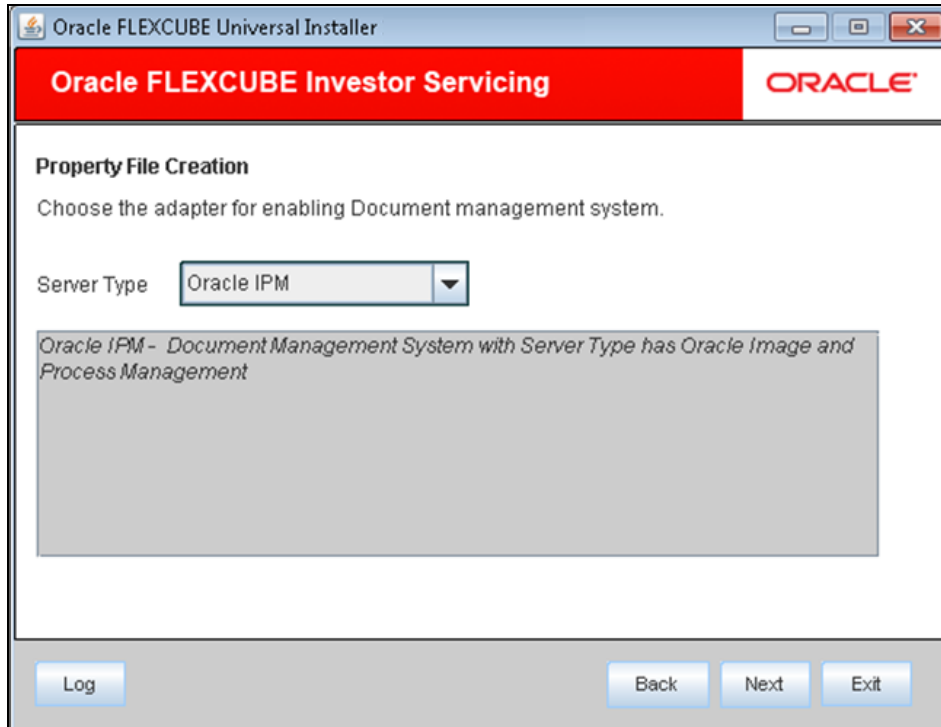 Oracle FLEXCUBE Universal Installer
Oracle FLEXCUBE Investor Servicing
ORACLE
Property File Creation
Choose the adapter for enabling Document management system.
Server Type
Oracle IPM
Oracle IPM - Document Management System with Server Type has Oracle Image and
Process Management
Log
Back
Next
Exit